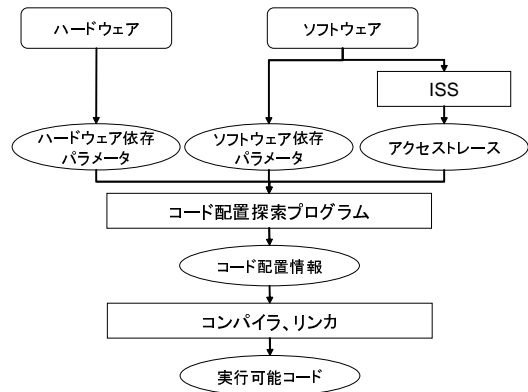 ハードウェア
ソフトウェア
ISS
ハードウェア依存
パラメータ
ソフトウェア依存
パラメータ
アクセストレース
コード配置探索プログラム
コード配置情報
コンパイラ、リンカ
実行可能コード